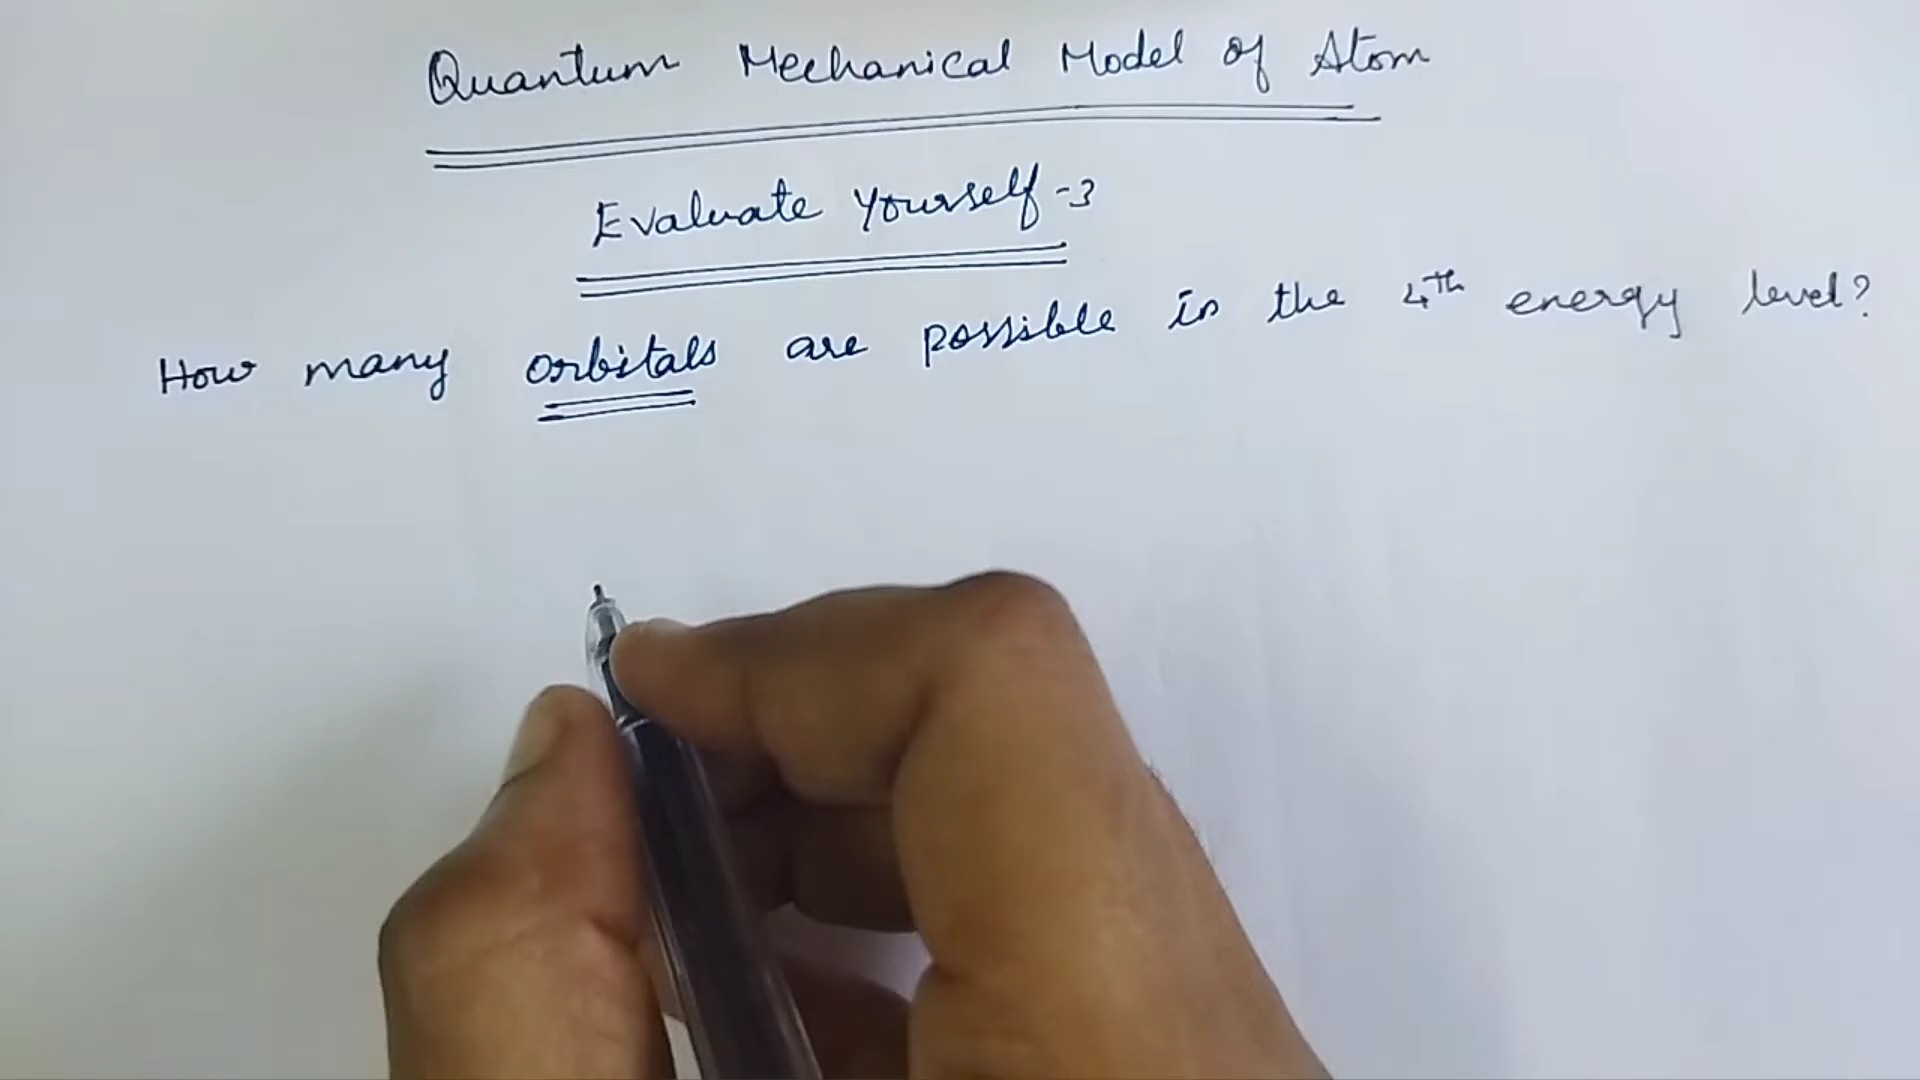 Quantum Mechanical Model of Atom
Evaluate Yourself -3
How many orbitals are possible in the 4th energy level?